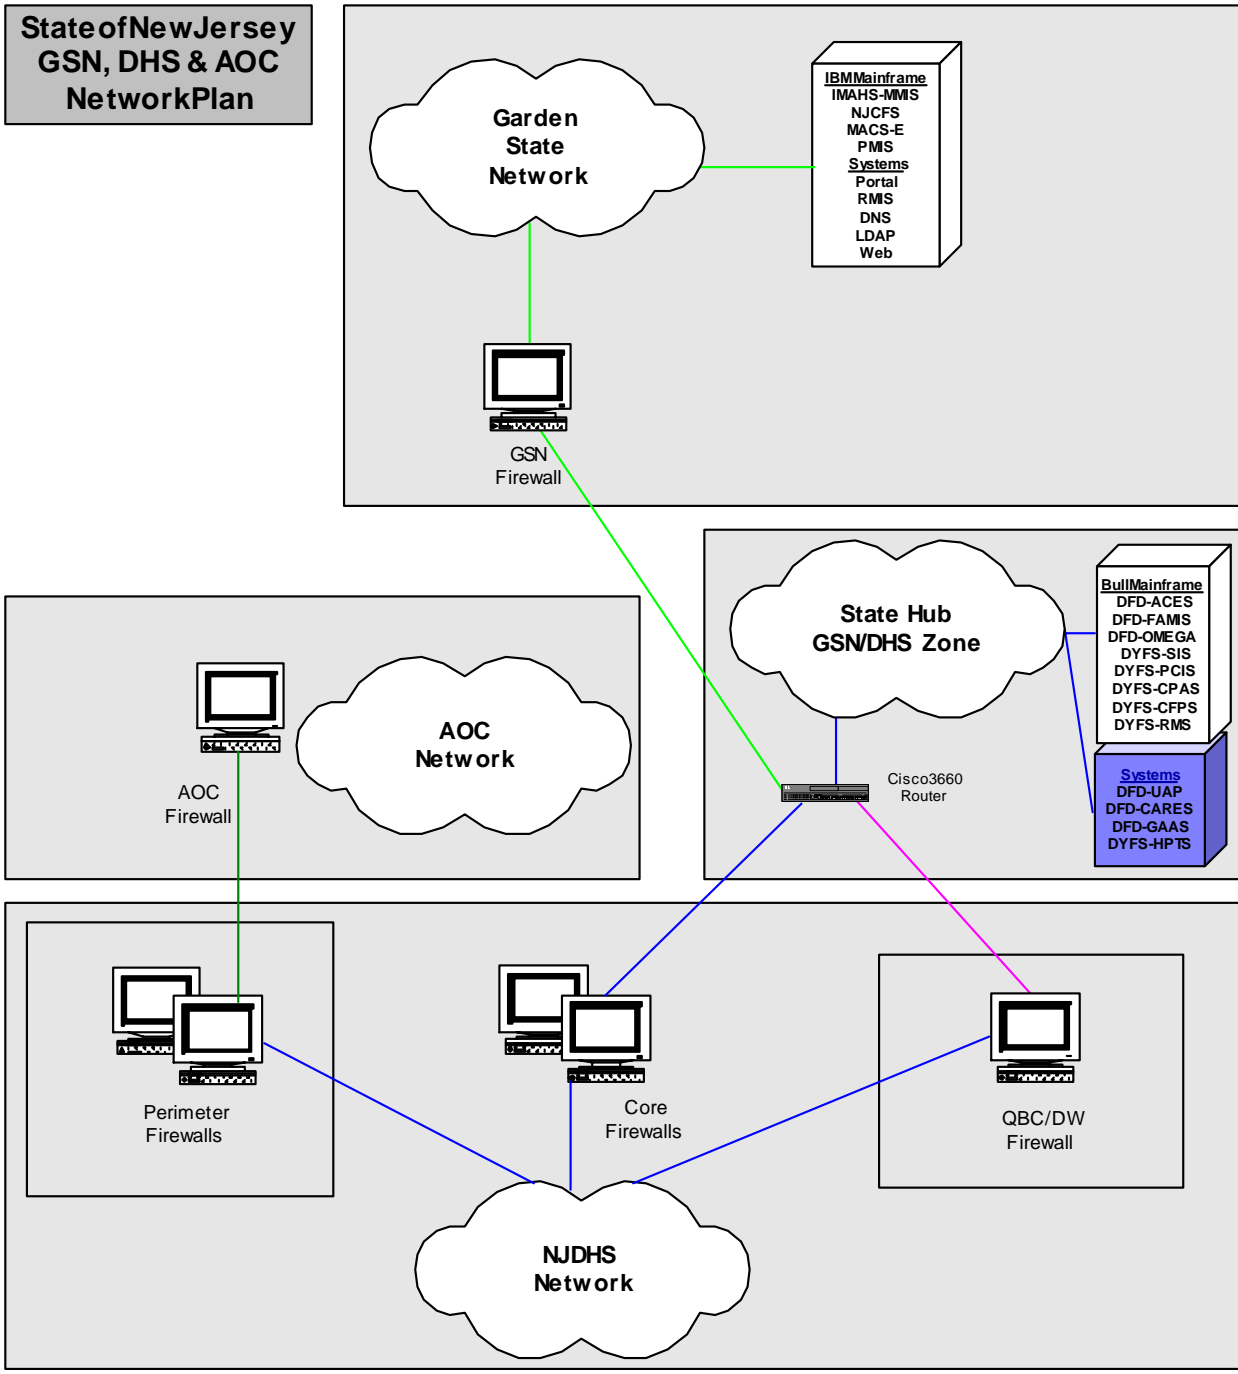 StateofNewJersey
GSN, DHS & AOC
NetworkPlan
Garden
State
Network
IBMMainframe
IMAHS-MMIS
NJCFS
MACS-E
PMIS
Systems
Portal
RMIS
DNS
LDAP
Web
GSN
Firewall
State Hub
GSN/DHS Zone
BullMainframe
DFD-ACES
DFD-FAMIS
DFD-OMEGA
DYFS-SIS
DYFS-PCIS
DYFS-CPAS
DYFS-CFPS
DYFS-RMS
Systems
DFD-UAP
DFD-CARES
DFD-GAAS
DYFS-HPTS
Cisco3660
Router
AOC
Network
AOC
Firewall
Perimeter
Firewalls
Core
Firewalls
QBC/DW
Firewall
NJDHS
Network